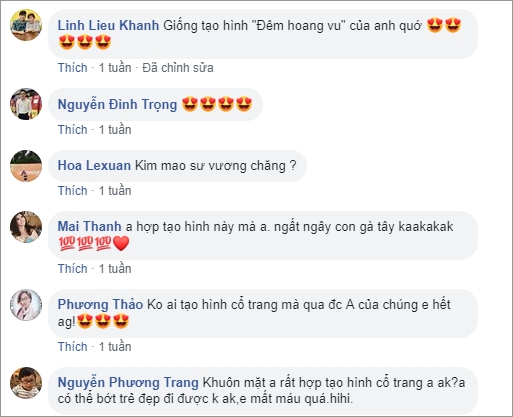 Linh Lieu Khanh Giống tạo hình "Đêm hoang vu" của anh quớ 😍😍
😍😍😍
Thích · 1 tuần · Đã chỉnh sửa
Nguyễn Đình Trọng 😍😍😍😍
Thích · 1 tuần
Hoa Lexuan Kim mao sư vương chăng ?
Thích · 1 tuần
Mai Thanh a hợp tạo hình này mà a. ngất ngây con gà tây kaakakak
💯💯💯❤️
Thích · 1 tuần
Phương Thảo Ko ai tạo hình cổ trang mà qua đc A của chúng e hết
ag!😍😍😍
Thích · 1 tuần
Nguyễn Phương Trang Khuôn mặt a rất hợp tạo hình cổ trang a ak?a
có thể bớt trẻ đẹp đi được k ak,e mất máu quá.hihi.